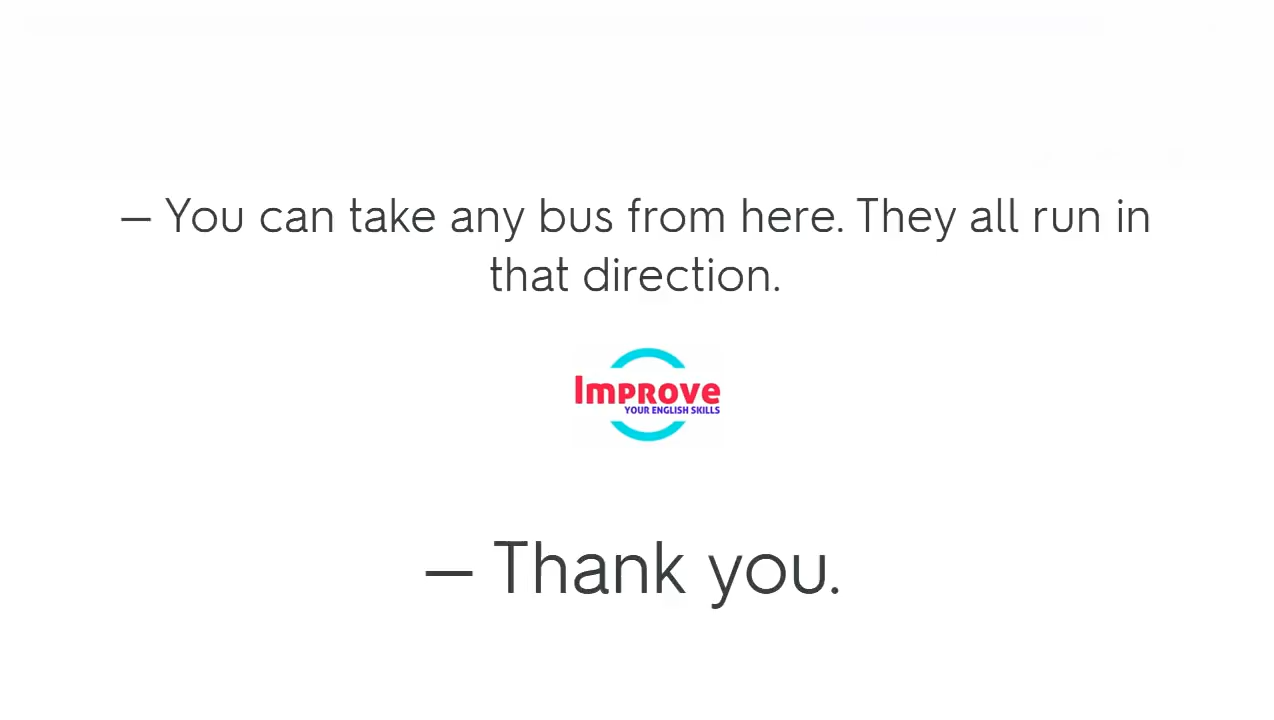 – You can take any bus from here. They all run in
that direction.
Improve
YOUR ENGLISH SKILLS
– Thank you.